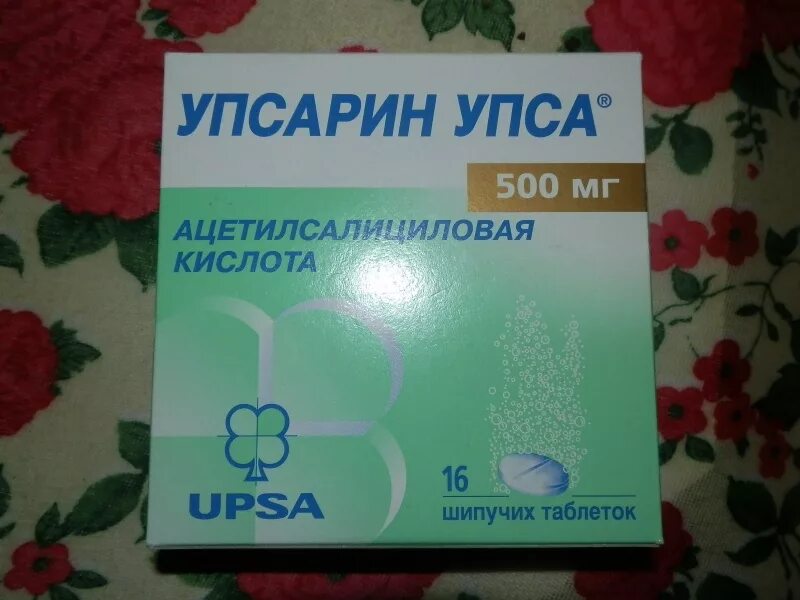 УПСАРИН УПСА®
500 мг
АЦЕТИЛСАЛИЦИЛОВАЯ
КИСЛОТА
UPSA
16
шипучих таблеток